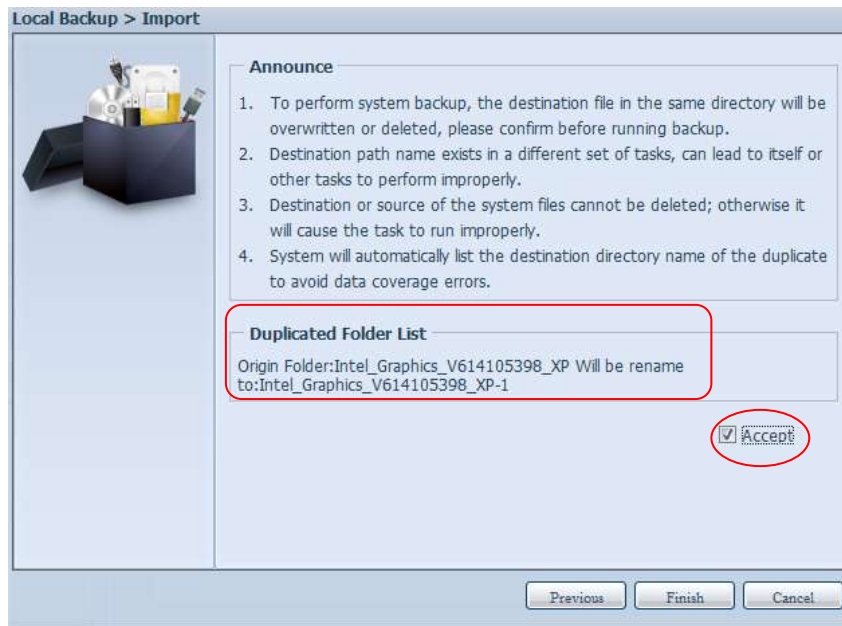 Local Backup > Import
Announce
1. To perform system backup, the destination file in the same directory will be
overwritten or deleted, please confirm before running backup.
2. Destination path name exists in a different set of tasks, can lead to itself or
other tasks to perform improperly.
3. Destination or source of the system files cannot be deleted; otherwise it
will cause the task to run improperly.
4. System will automatically list the destination directory name of the duplicate
to avoid data coverage errors.
Duplicated Folder List
Origin Folder:Intel_Graphics_V614105398_XP Will be rename
to:Intel_Graphics_V614105398_XP-1
Accept
Previous Finish Cancel